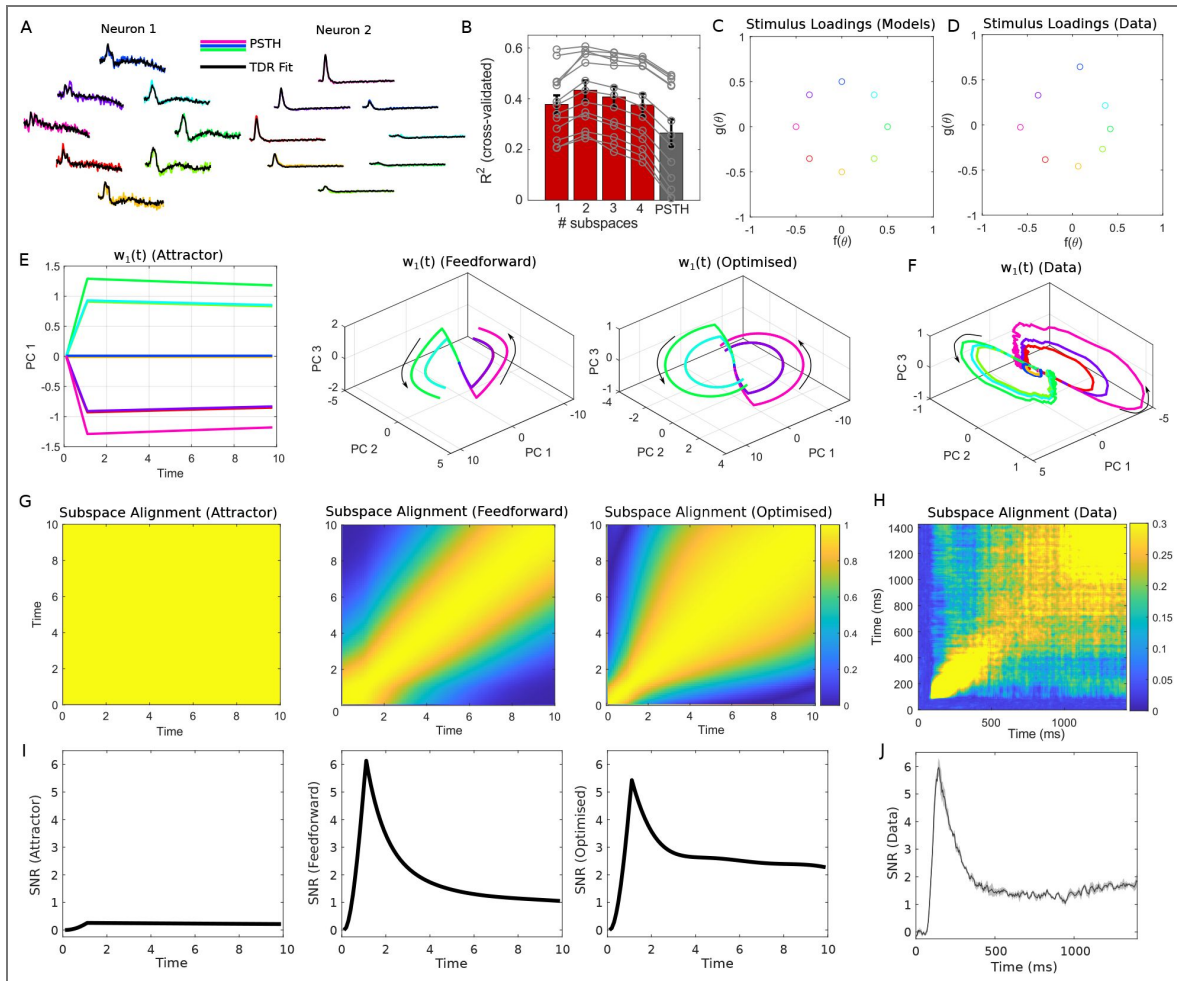 A
Neuron 1
PSTH
TDR Fit
Neuron 2
B
R² (cross-validated)
0.6
0.4
0.2
0
1 2 3 4 PSTH
# subspaces
C
Stimulus Loadings (Models)
g(θ)
1
0.5
0
-0.5
-1
-1 -0.5 0 0.5 1
f(θ)
D
Stimulus Loadings (Data)
g(θ)
1
0.5
0
-0.5
-1
-1 -0.5 0 0.5 1
f(θ)
E
w₁(t) (Attractor)
PC 1
1.5
1
0.5
0
-0.5
-1
-1.5
0 2 4 6 8 10
Time
w₁(t) (Feedforward)
PC 3
2
0
-2
-5
0
5
PC 2
10
0
-10
PC 1
w₁(t) (Optimised)
PC 3
1
0
-1
-4
-2
0
2
4
PC 2
10
0
-10
PC 1
F
w₁(t) (Data)
PC 3
1
0
-1
-1
0
1
PC 2
5
0
-5
PC 1
G
Subspace Alignment (Attractor)
Time
10
8
6
4
2
0
0 2 4 6 8 10
Time
Subspace Alignment (Feedforward)
10
8
6
4
2
0
0 2 4 6 8 10
Time
Subspace Alignment (Optimised)
10
8
6
4
2
0
0 2 4 6 8 10
Time
1
0.8
0.6
0.4
0.2
0
H
Subspace Alignment (Data)
Time (ms)
1400
1200
1000
800
600
400
200
0
0 500 1000
Time (ms)
0.3
0.25
0.2
0.15
0.1
0.05
0
I
SNR (Attractor)
6
5
4
3
2
1
0
0 2 4 6 8 10
Time
SNR (Feedforward)
6
5
4
3
2
1
0
0 2 4 6 8 10
Time
SNR (Optimised)
6
5
4
3
2
1
0
0 2 4 6 8 10
Time
J
SNR (Data)
6
5
4
3
2
1
0
0 500 1000
Time (ms)